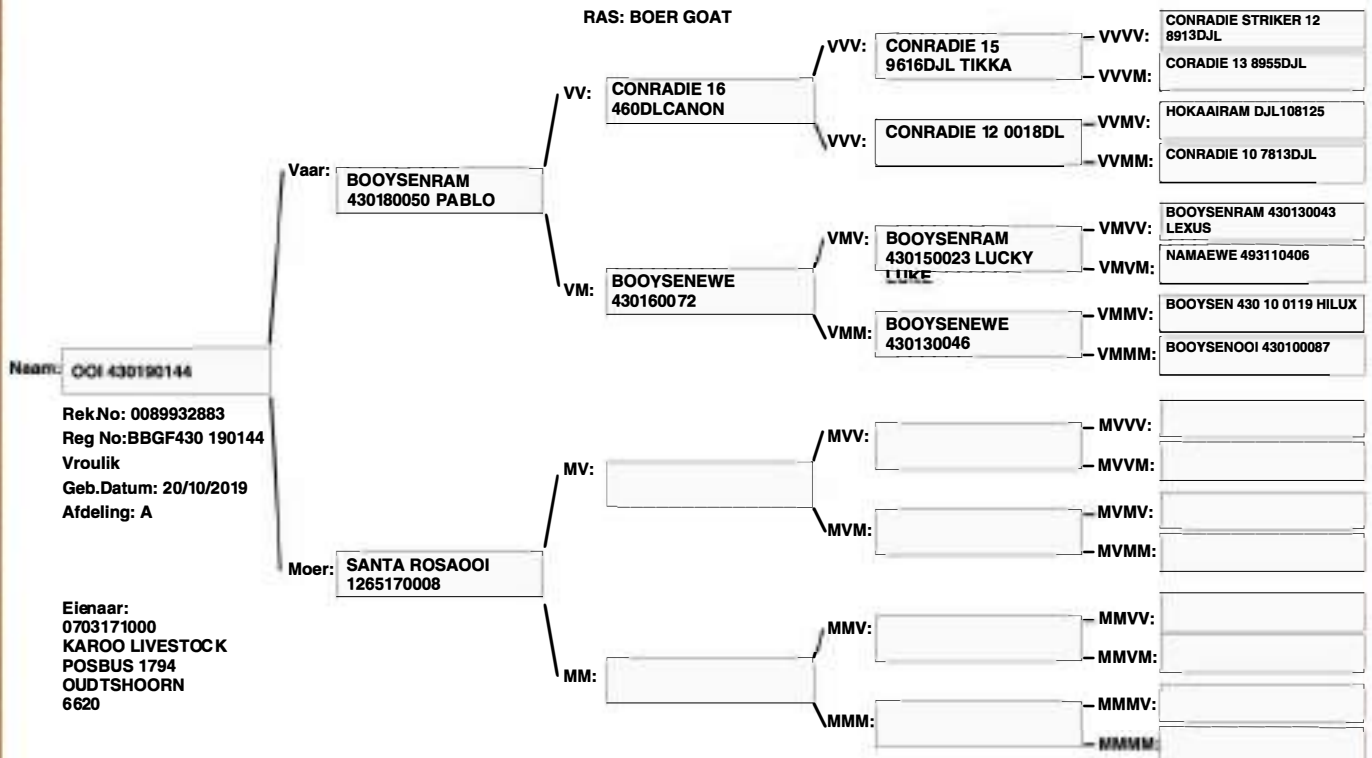 RAS: BOER GOAT
Naam: OOI 430190144
Rek.No: 0089932883
Reg No:BBGF430 190144
Vroulik
Geb.Datum: 20/10/2019
Afdeling: A
Eienaar:
0703171000
KAROO LIVESTOCK
POSBUS 1794
OUDTSHOORN
6620
Vaar: BOOYSENRAM
430180050 PABLO
Moer: SANTA ROSAOOI
1265170008
VV: CONRADIE 16
460DLCANON
VM: BOOYSENEWE
430160072
MV:
MM:
VVV: CONRADIE 15
9616DJL TIKKA
VVV: CONRADIE 12 0018DL
VMV: BOOYSENRAM
430150023 LUCKY
LUKE
VMM: BOOYSENEWE
430130046
MVV:
MVM:
MMV:
MMM:
VVVV: CONRADIE STRIKER 12
8913DJL
VVVM: CORADIE 13 8955DJL
VVMV: HOKAAIRAM DJL108125
VVMM: CONRADIE 10 7813DJL
VMVV: BOOYSENRAM 430130043
LEXUS
VMVM: NAMAEWE 493110406
VMMV: BOOYSEN 430 10 0119 HILUX
VMMM: BOOYSENOOI 430100087
MVVV:
MVVM:
MVMV:
MVMM:
MMVV:
MMVM:
MMMV:
MMMM: